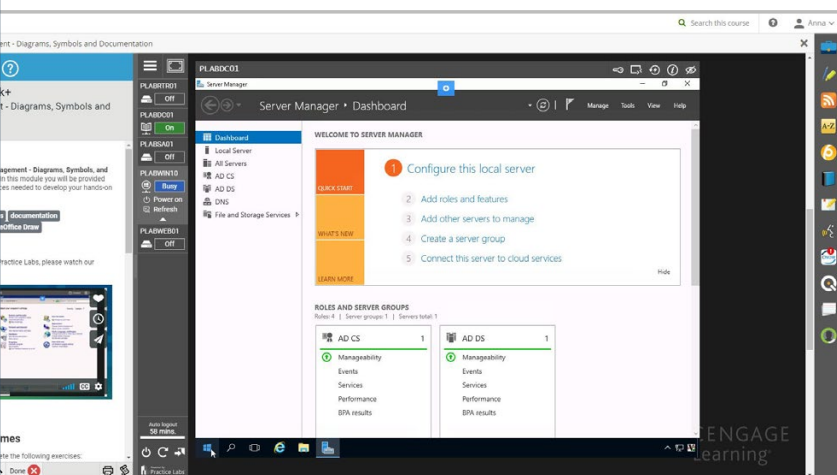 Search this course
Anna
ent - Diagrams, Symbols and Documentation
k+
t - Diagrams, Symbols and
agement - Diagrams, Symbols, and
in this module you will be provided
ces needed to develop your hands-on
s documentation
eOffice Draw
ractice Labs, please watch our
CC
mes
ete the following exercises:
Done
PLABRTR01
Off
PLABDC01
On
PLABSA01
Off
PLABWIN10
Busy
Power on
Refresh
PLABWEB01
Off
Auto logout
58 mins.
Practice Labs
PLABDC01
Server Manager
Server Manager • Dashboard
Manage Tools View Help
Dashboard
Local Server
All Servers
AD CS
AD DS
DNS
File and Storage Services
WELCOME TO SERVER MANAGER
QUICK START
WHAT'S NEW
LEARN MORE
1 Configure this local server
2 Add roles and features
3 Add other servers to manage
4 Create a server group
5 Connect this server to cloud services
Hide
ROLES AND SERVER GROUPS
Roles: 4 | Server groups: 1 | Servers total: 1
AD CS 1
Manageability
Events
Services
Performance
BPA results
AD DS 1
Manageability
Events
Services
Performance
BPA results
A-Z
CENGAGE
Learning